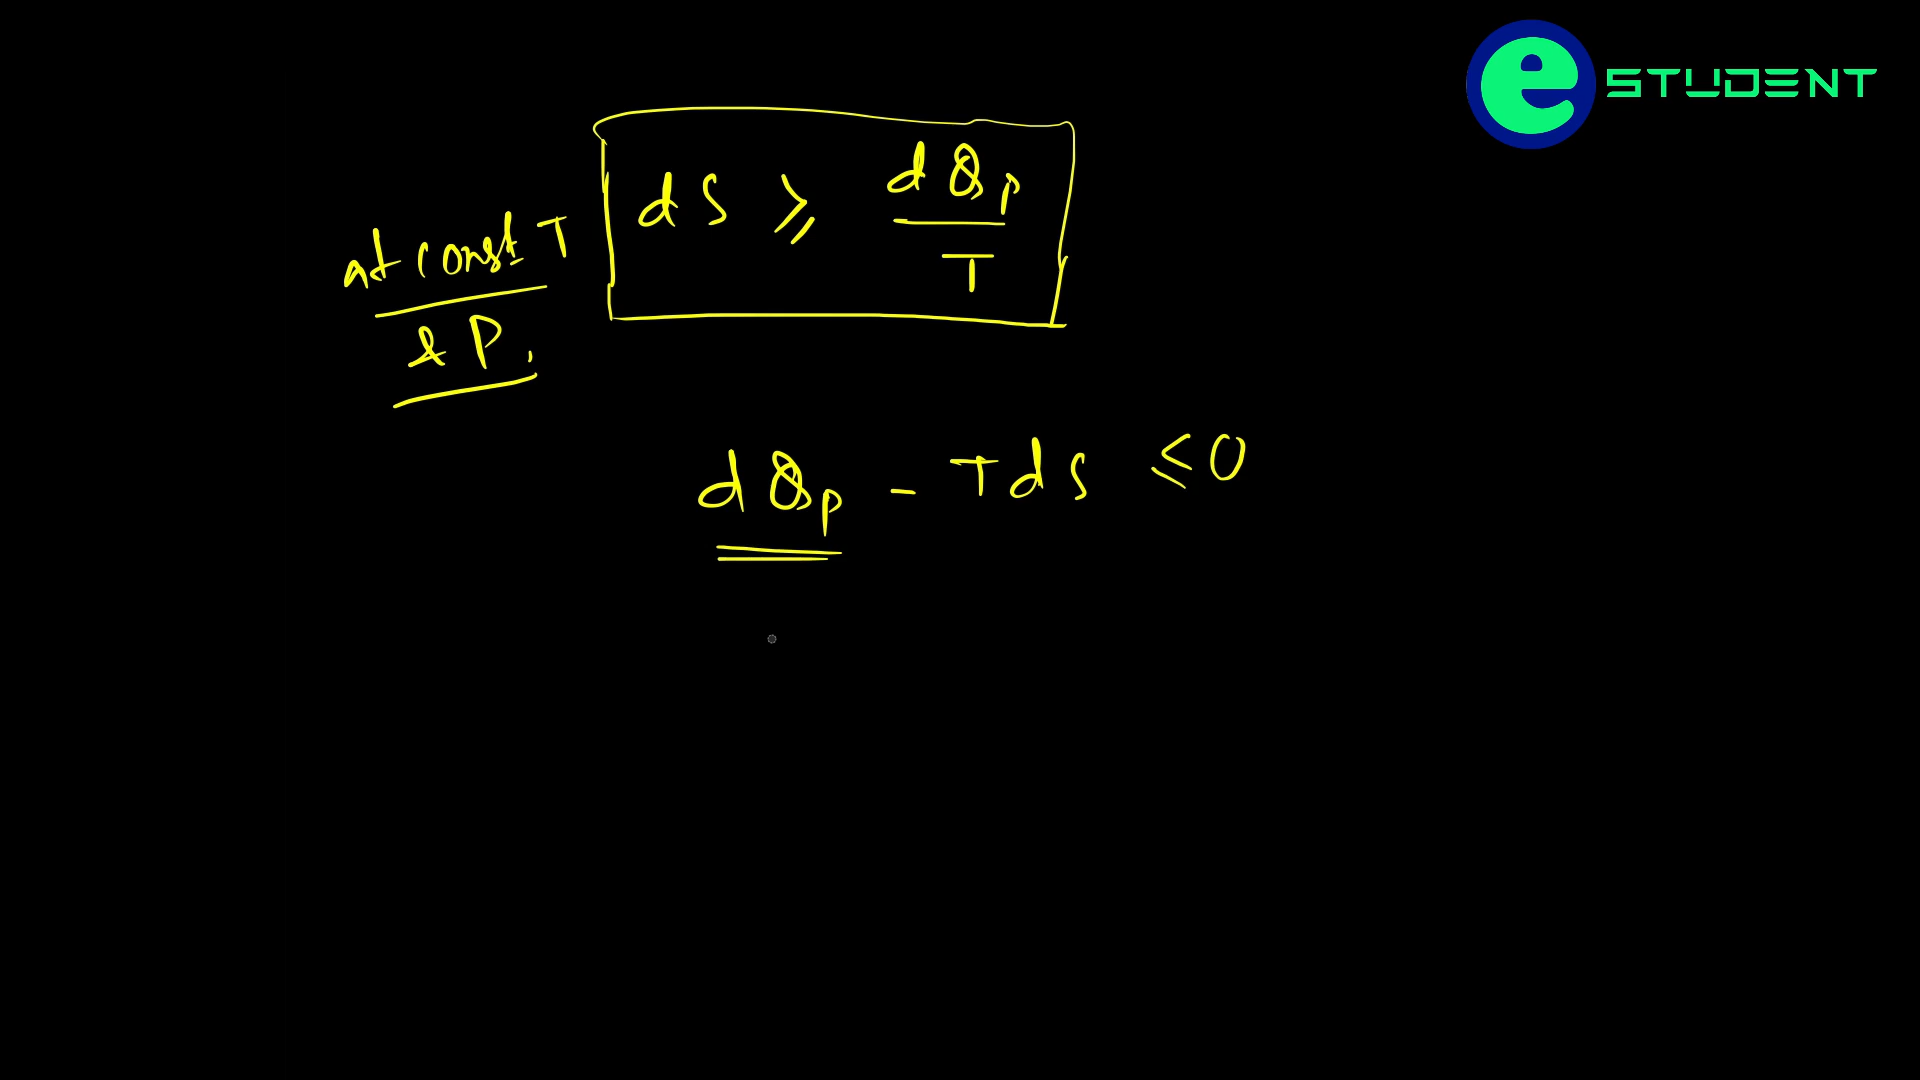 e STUDENT
dS ≥ dQp
T
at const T
& P.
dQp - TdS ≤ 0